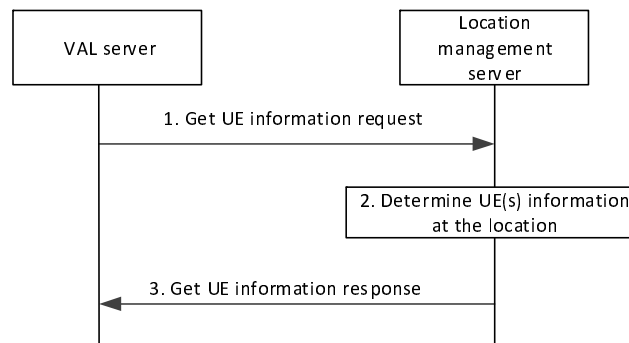 VAL server
Location
management
server
1. Get UE information request
2. Determine UE(s) information
at the location
3. Get UE information response